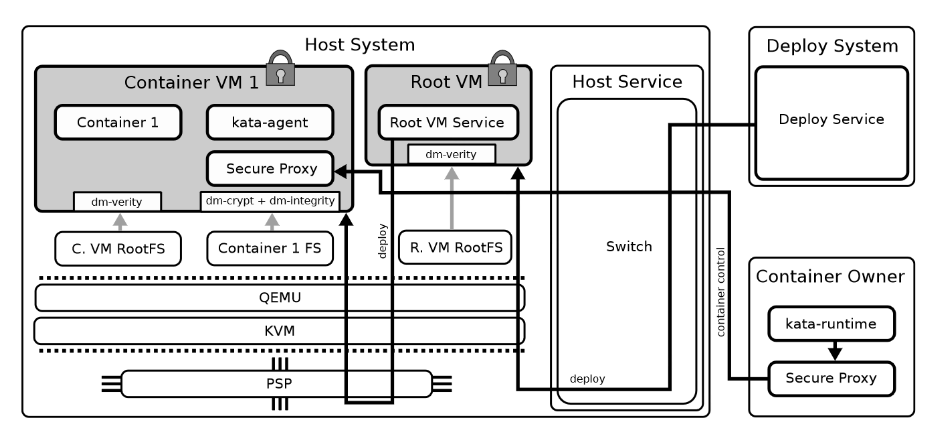 Host System
Deploy System
Container VM 1
Root VM
Host Service
Container 1
kata-agent
Root VM Service
Deploy Service
dm-verity
Secure Proxy
dm-verity
dm-crypt + dm-integrity
C. VM RootFS
Container 1 FS
deploy
R. VM RootFS
Switch
container control
Container Owner
QEMU
kata-runtime
KVM
PSP
deploy
Secure Proxy